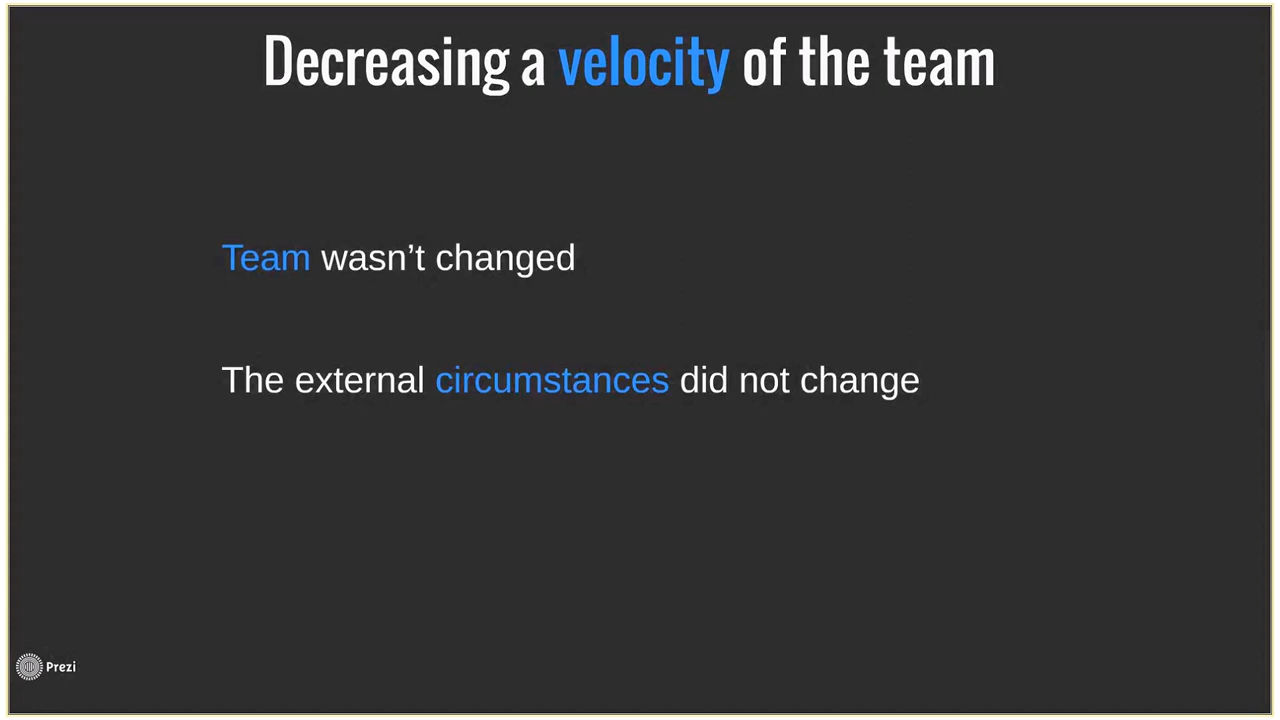 Decreasing a velocity of the team
Team wasn’t changed
The external circumstances did not change
Prezi